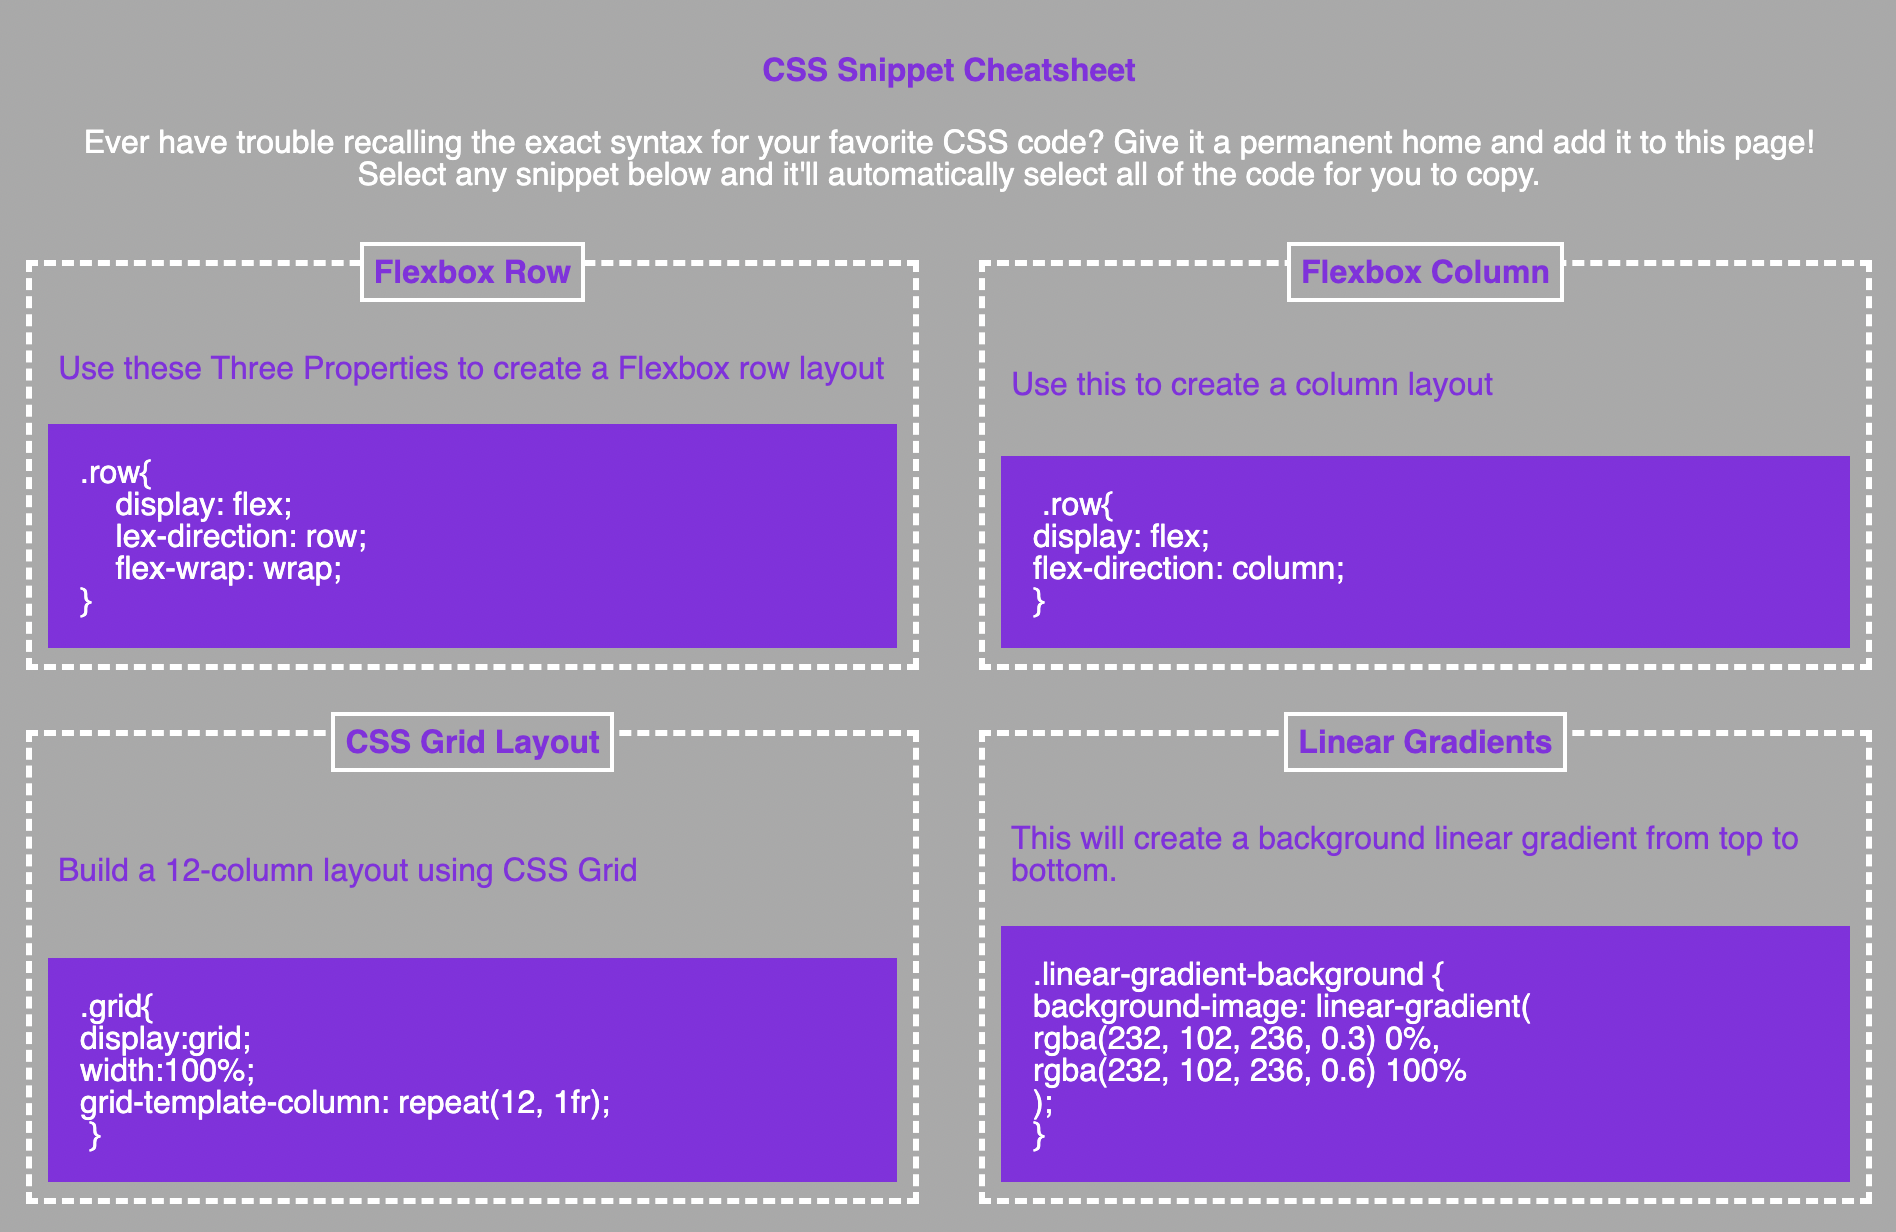 CSS Snippet Cheatsheet
Ever have trouble recalling the exact syntax for your favorite CSS code? Give it a permanent home and add it to this page!
Select any snippet below and it'll automatically select all of the code for you to copy.
Flexbox Row
Use these Three Properties to create a Flexbox row layout
.row{
display: flex;
lex-direction: row;
flex-wrap: wrap;
}
Flexbox Column
Use this to create a column layout
.row{
display: flex;
flex-direction: column;
}
CSS Grid Layout
Build a 12-column layout using CSS Grid
.grid{
display:grid;
width:100%;
grid-template-column: repeat(12, 1fr);
}
Linear Gradients
This will create a background linear gradient from top to
bottom.
.linear-gradient-background {
background-image: linear-gradient(
rgba(232, 102, 236, 0.3) 0%,
rgba(232, 102, 236, 0.6) 100%
);
}